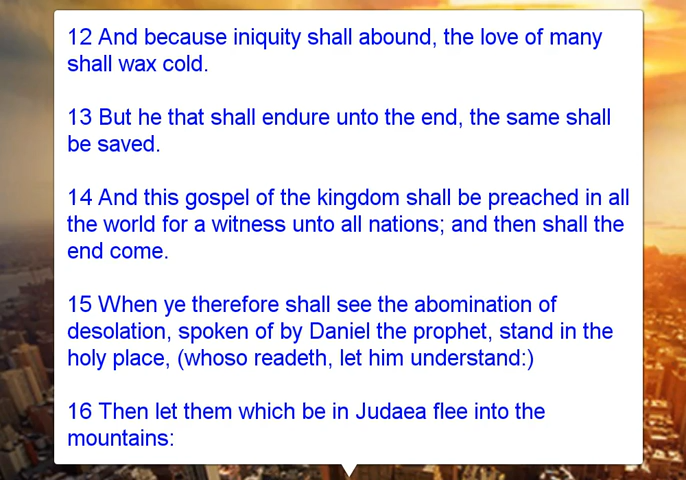 12 And because iniquity shall abound, the love of many
shall wax cold.
13 But he that shall endure unto the end, the same shall
be saved.
14 And this gospel of the kingdom shall be preached in all
the world for a witness unto all nations; and then shall the
end come.
15 When ye therefore shall see the abomination of
desolation, spoken of by Daniel the prophet, stand in the
holy place, (whoso readeth, let him understand:)
16 Then let them which be in Judaea flee into the
mountains: